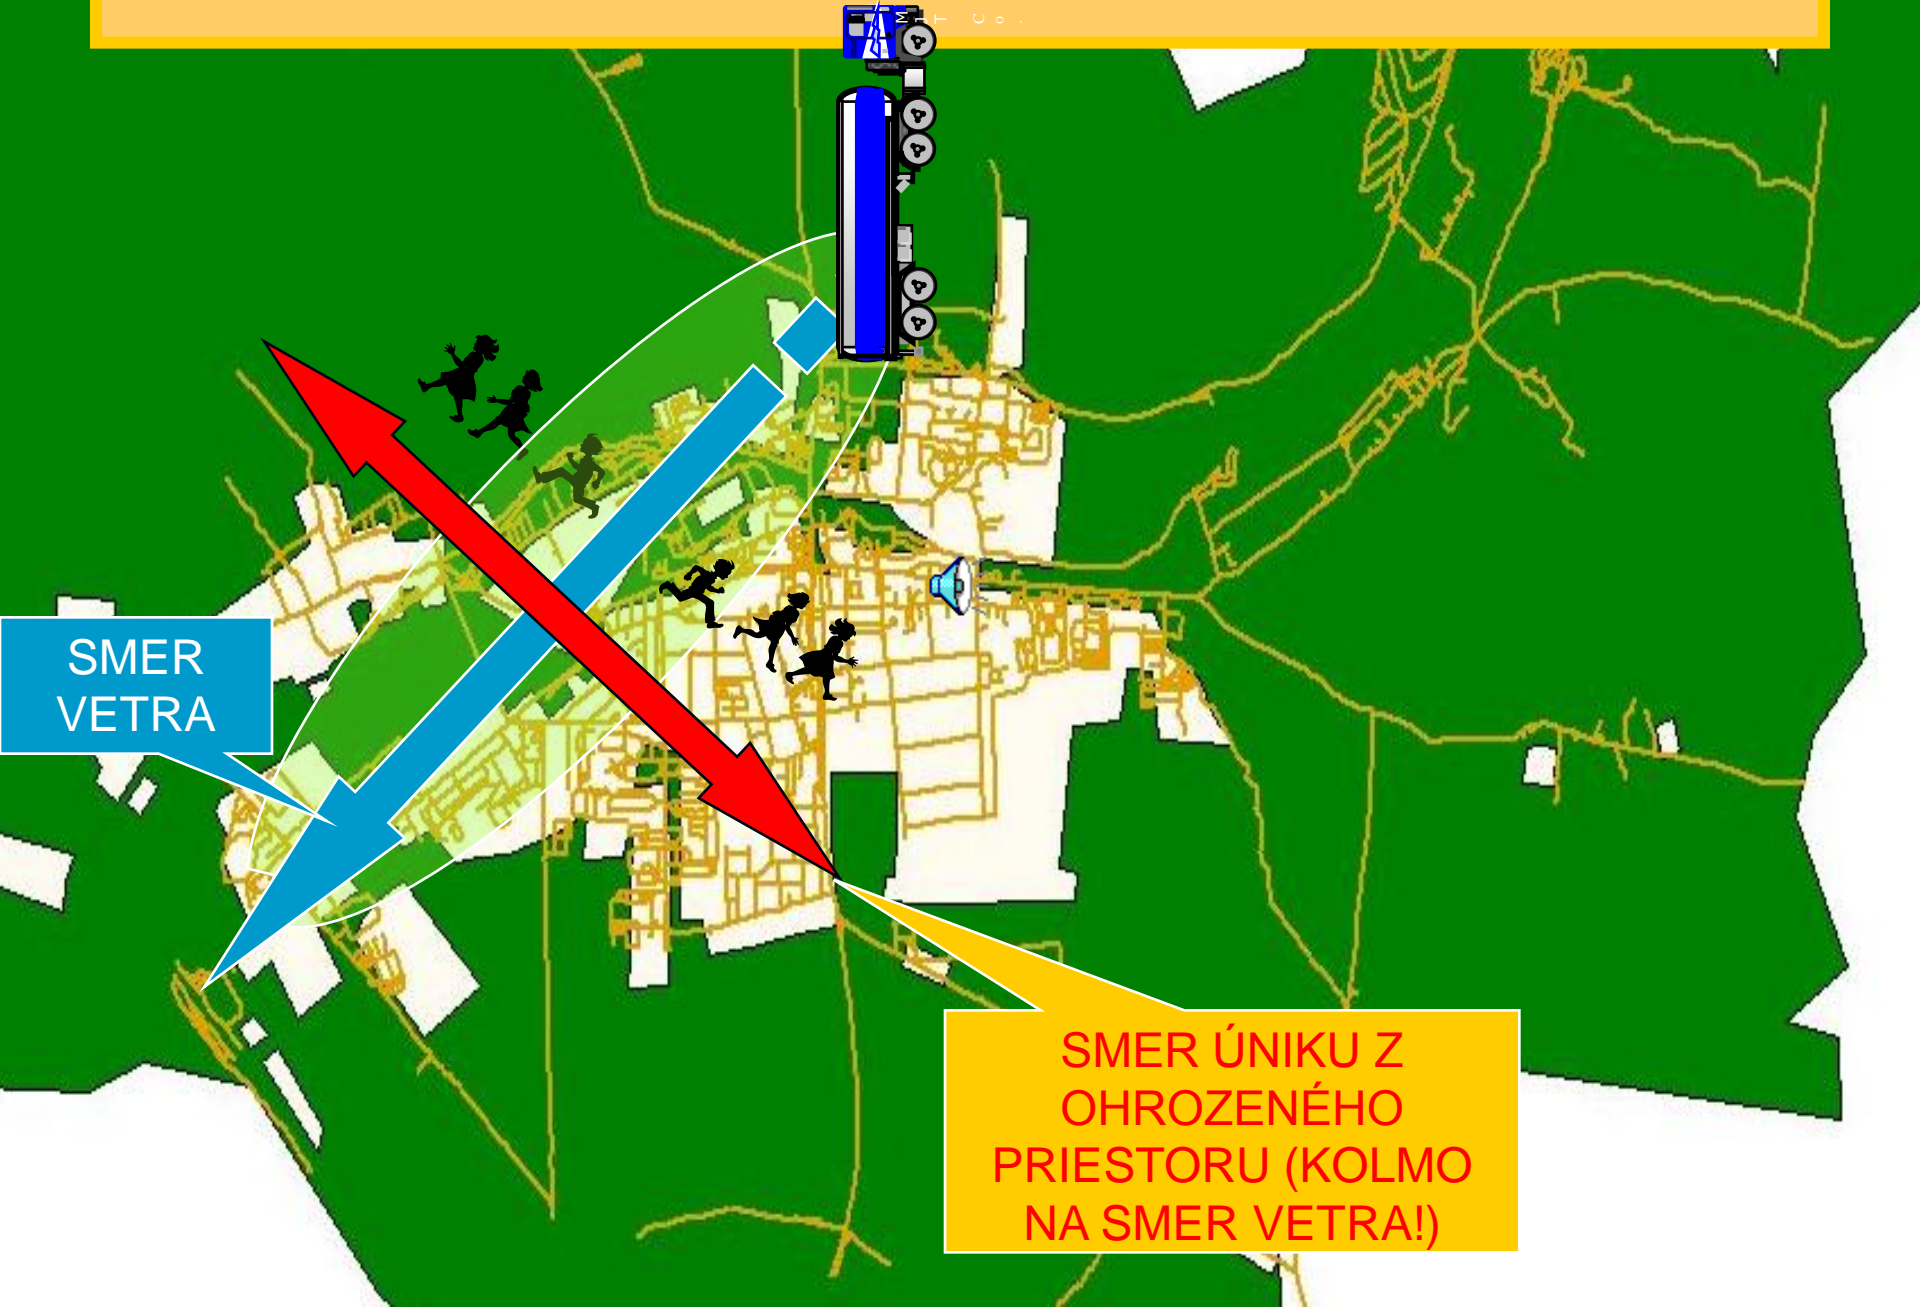 M J T C o .
SMER
VETRA
SMER ÚNIKU Z
OHROZENÉHO
PRIESTORU (KOLMO
NA SMER VETRA!)